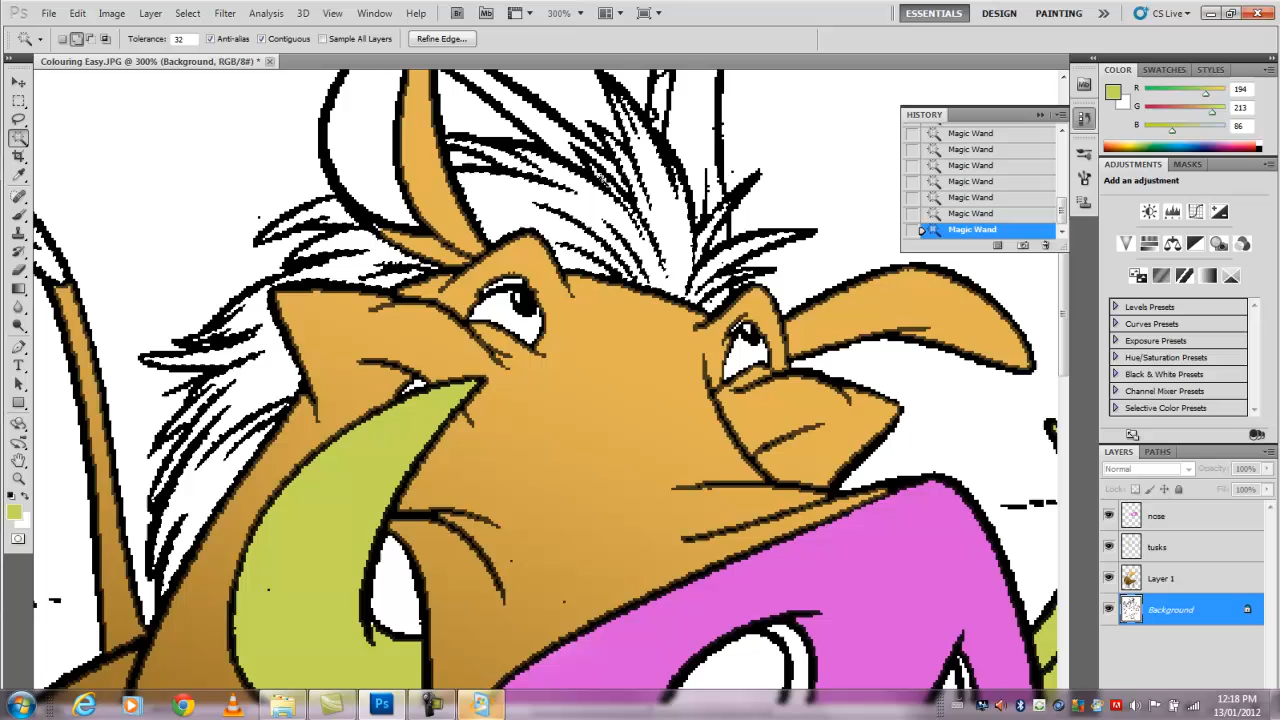 File Edit Image Layer Select Filter Analysis 3D View Window Help Br Mb 300% ESSENTIALS DESIGN PAINTING CS Live
Tolerance: 32 Anti-alias Contiguous Sample All Layers Refine Edge...
Colouring Easy.JPG @ 300% (Background, RGB/8#) *
COLOR SWATCHES STYLES
R 194
G 213
B 86
HISTORY
Magic Wand
Magic Wand
Magic Wand
Magic Wand
Magic Wand
Magic Wand
Magic Wand
ADJUSTMENTS MASKS
Add an adjustment
Levels Presets
Curves Presets
Exposure Presets
Hue/Saturation Presets
Black & White Presets
Channel Mixer Presets
Selective Color Presets
LAYERS PATHS
Normal Opacity: 100%
Lock: Fill: 100%
nose
tusks
Layer 1
Background
Ps
12:18 PM
13/01/2012